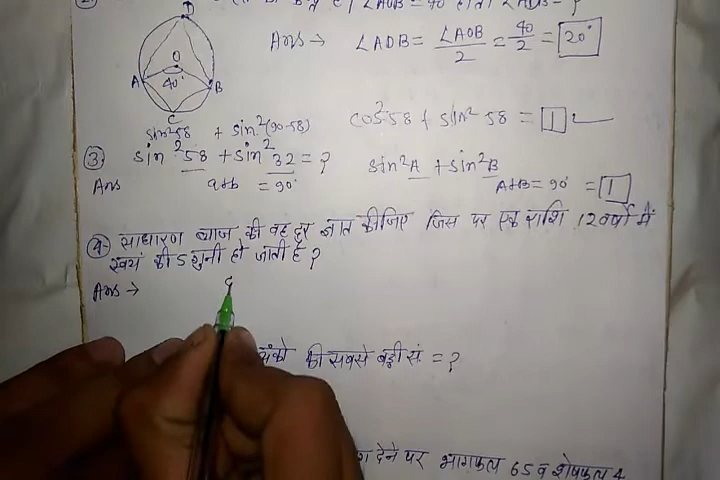 ∠ADB = ∠AOB/2 = 40/2 = 20°
Ans →
D
O
A 40° B
C
sin²58 + sin²(90-58) cos²58 + sin²58 = 1
③ sin²58 + sin²32 = ? sin²A + sin²B
Ans a+b = 90° A+B = 90° = 1
④ साधारण ब्याज की वह दर ज्ञात कीजिए जिस पर एक राशि 120वर्षो में
स्वयं की 5 गुनी हो जाती है ?
Ans →
की सबसे बड़ी सं = ?
देने पर भागफल 65 व शेषफल 4